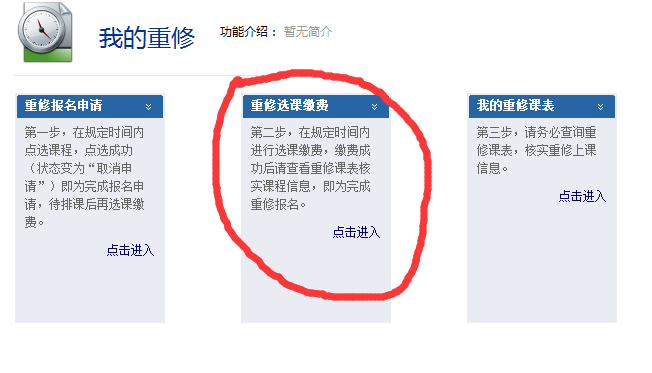 我的重修
功能介绍： 暂无简介
重修报名申请
第一步，在规定时间内
点选课程，点选成功
（状态变为“取消申
请”）即为完成报名申
请，待排课后再选课缴
费。
点击进入
重修选课缴费
第二步，在规定时间内
进行选课缴费，缴费成
功后请查看重修课表核
实课程信息，即为完成
重修报名。
点击进入
我的重修课表
第三步，请务必查询重
修课表，核实重修上课
信息。
点击进入